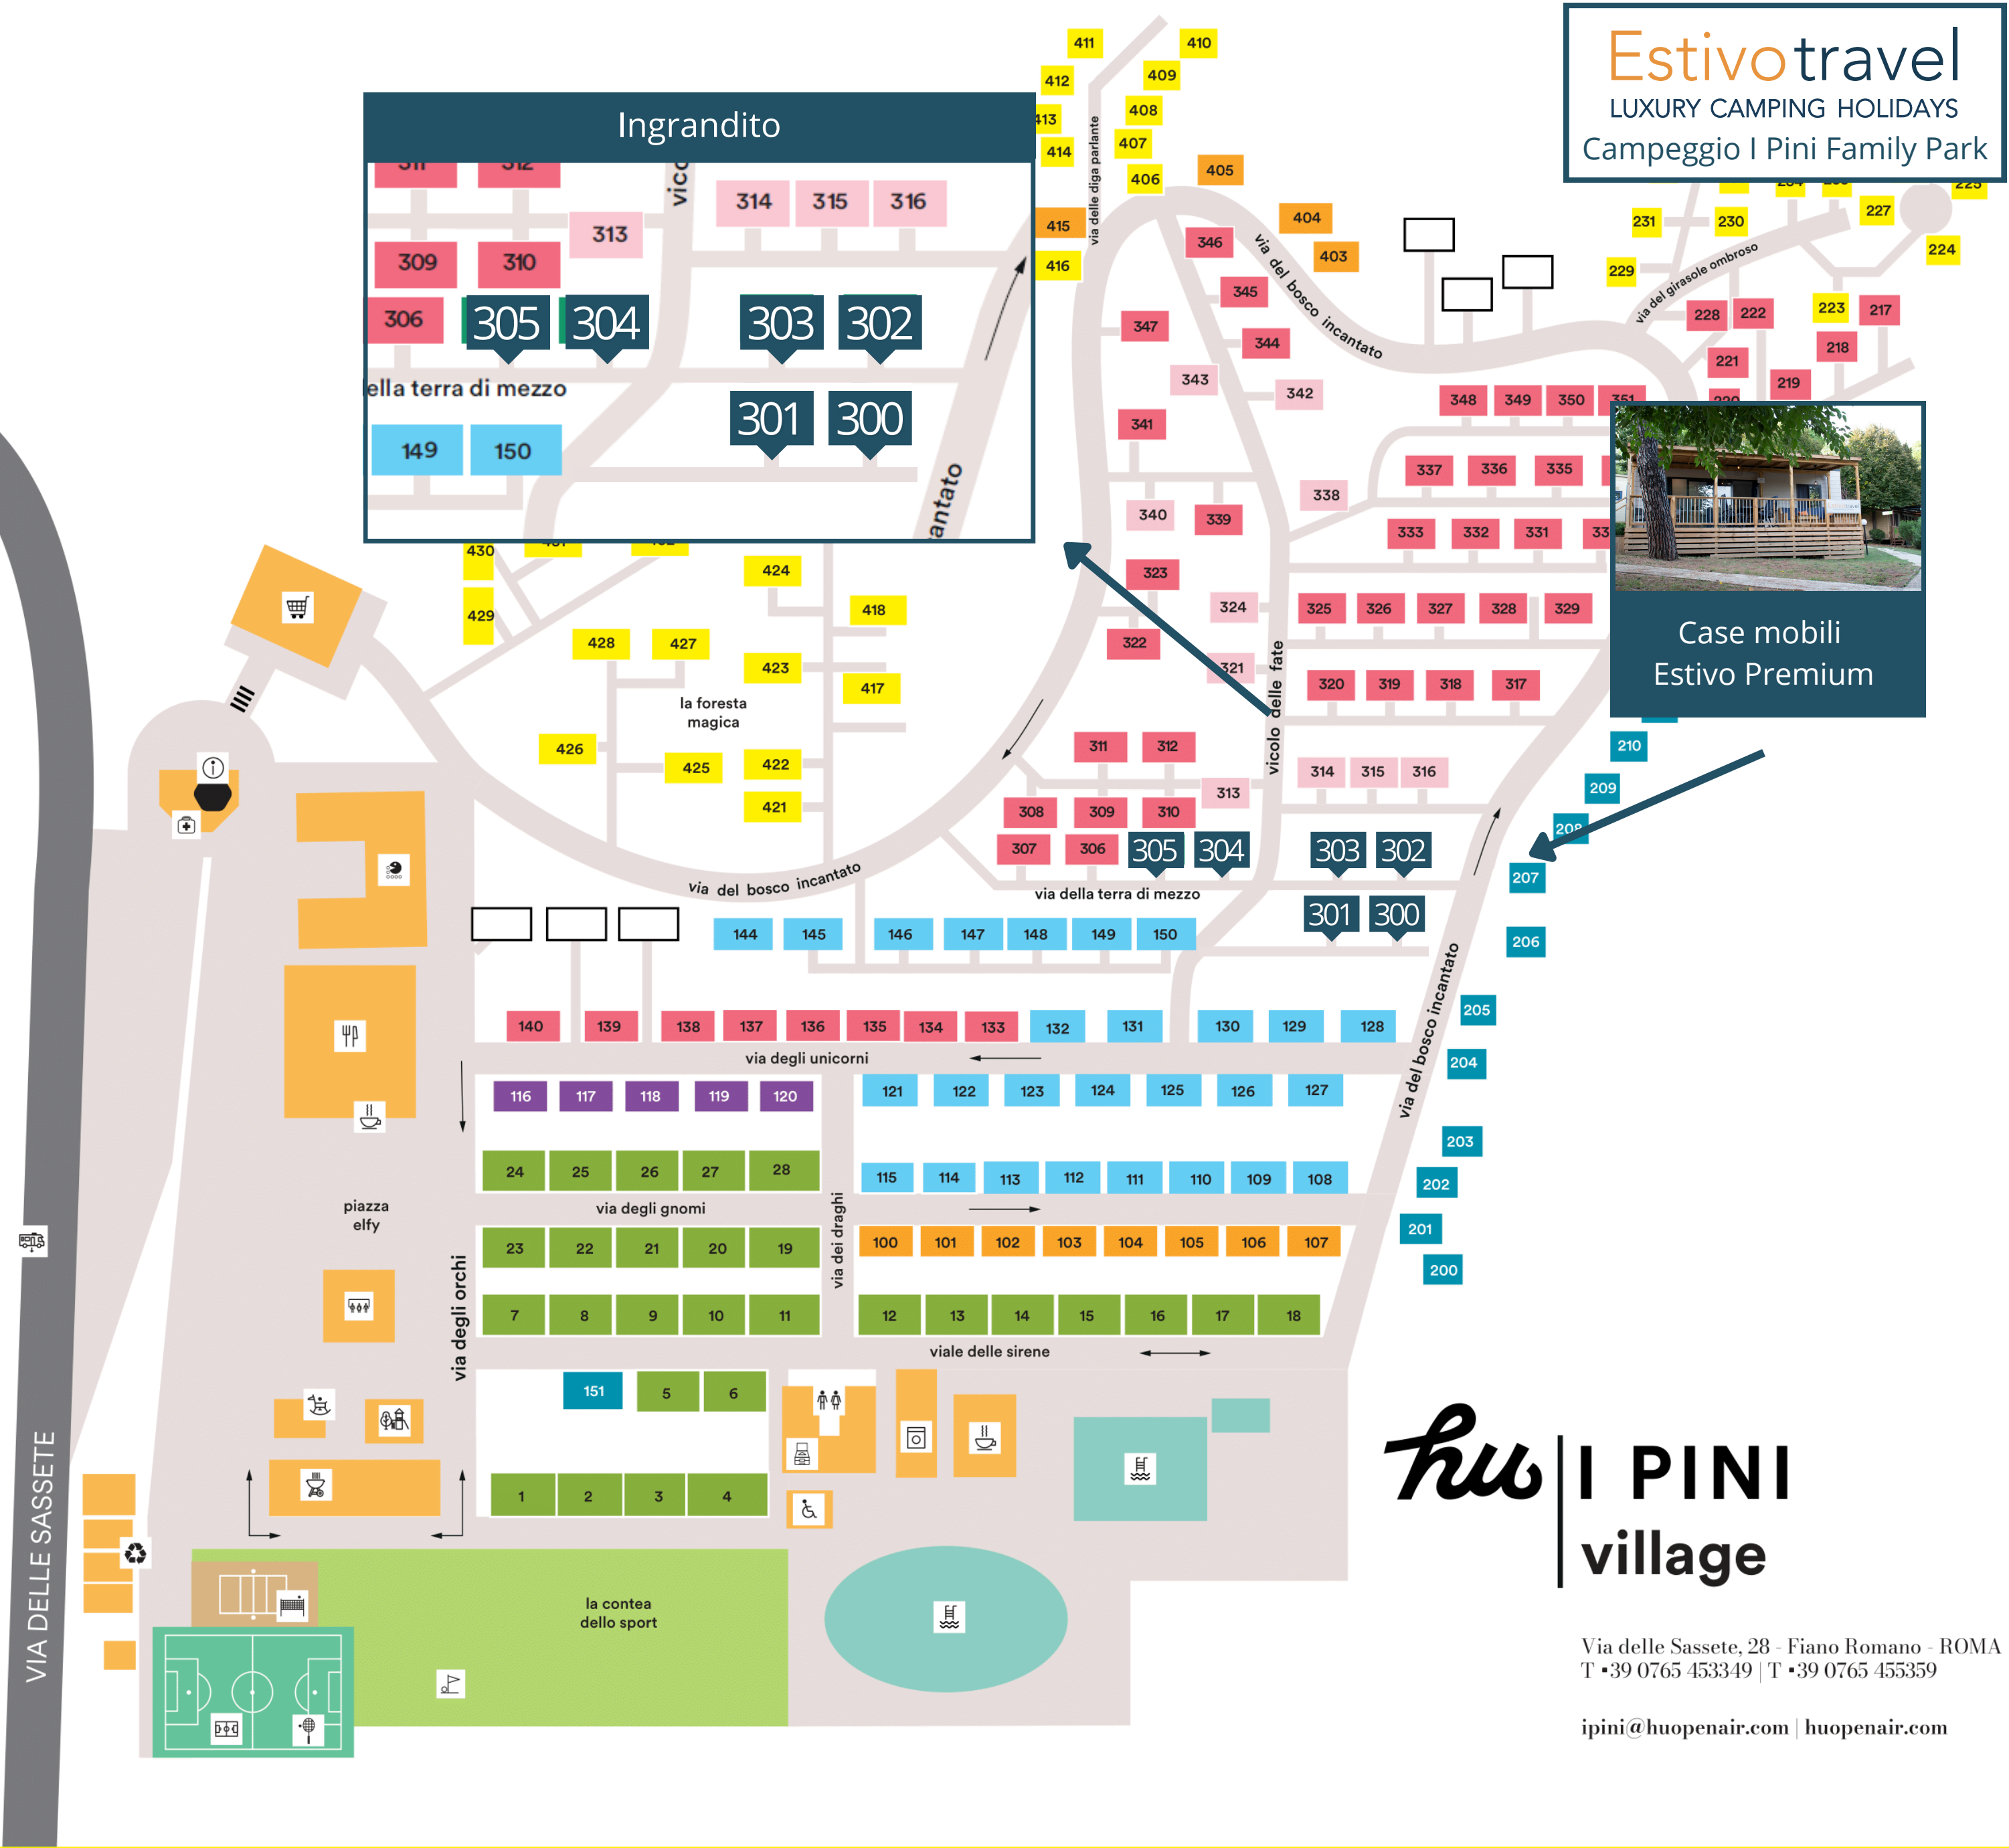 Estivotravel
LUXURY CAMPING HOLIDAYS
Campeggio I Pini Family Park
Ingrandito
311 312
vico
314 315 316
313
309 310
306 305 304 303 302
ella terra di mezzo
301 300
149 150
antato
411 410
412 409
413 408
414 407
406
via delle diga parlante
405
415 404
416 403
via del bosco incantato
346
345
347
344
343 342
341
340 339
338
323
324
322
321
vicolo delle fate
231 230 227 225
229 224
via del girasole ombroso
228 222 223 217
221 218
219
220
348 349 350 351
337 336 335
333 332 331
325 326 327 328 329
320 319 318 317
Case mobili
Estivo Premium
430
429
424
418
428 427
423
417
la foresta
magica
426 425 422
421
via del bosco incantato
311 312
313
314 315 316
308 309 310
307 306 305 304 303 302
via della terra di mezzo
301 300
210
209
208
207
206
205
204
203
202
201
200
via del bosco incantato
144 145 146 147 148 149 150
140 139 138 137 136 135 134 133 132 131 130 129 128
via degli unicorni
116 117 118 119 120 121 122 123 124 125 126 127
24 25 26 27 28 115 114 113 112 111 110 109 108
via degli gnomi
via dei draghi
piazza
elfy
23 22 21 20 19 100 101 102 103 104 105 106 107
7 8 9 10 11 12 13 14 15 16 17 18
via degli orchi
viale delle sirene
151 5 6
1 2 3 4
la contea
dello sport
VIA DELLE SASSETE
hu I PINI
village
Via delle Sassete, 28 - Fiano Romano - ROMA
T +39 0765 453349 | T +39 0765 455359
ipini@huopenair.com | huopenair.com